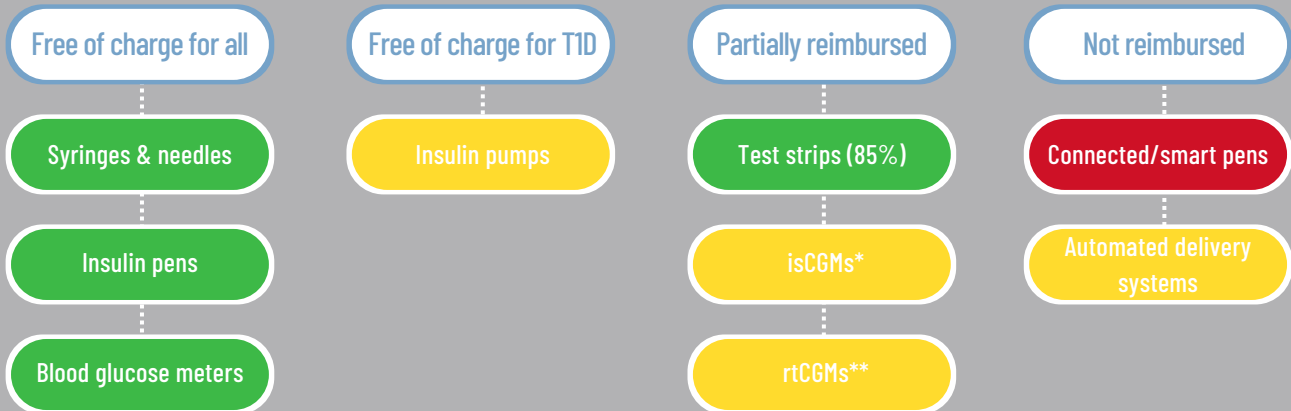 Free of charge for all
Free of charge for T1D
Partially reimbursed
Not reimbursed
Syringes & needles
Insulin pumps
Test strips (85%)
Connected/smart pens
Insulin pens
isCGMs*
Automated delivery
systems
Blood glucose meters
rtCGMs**